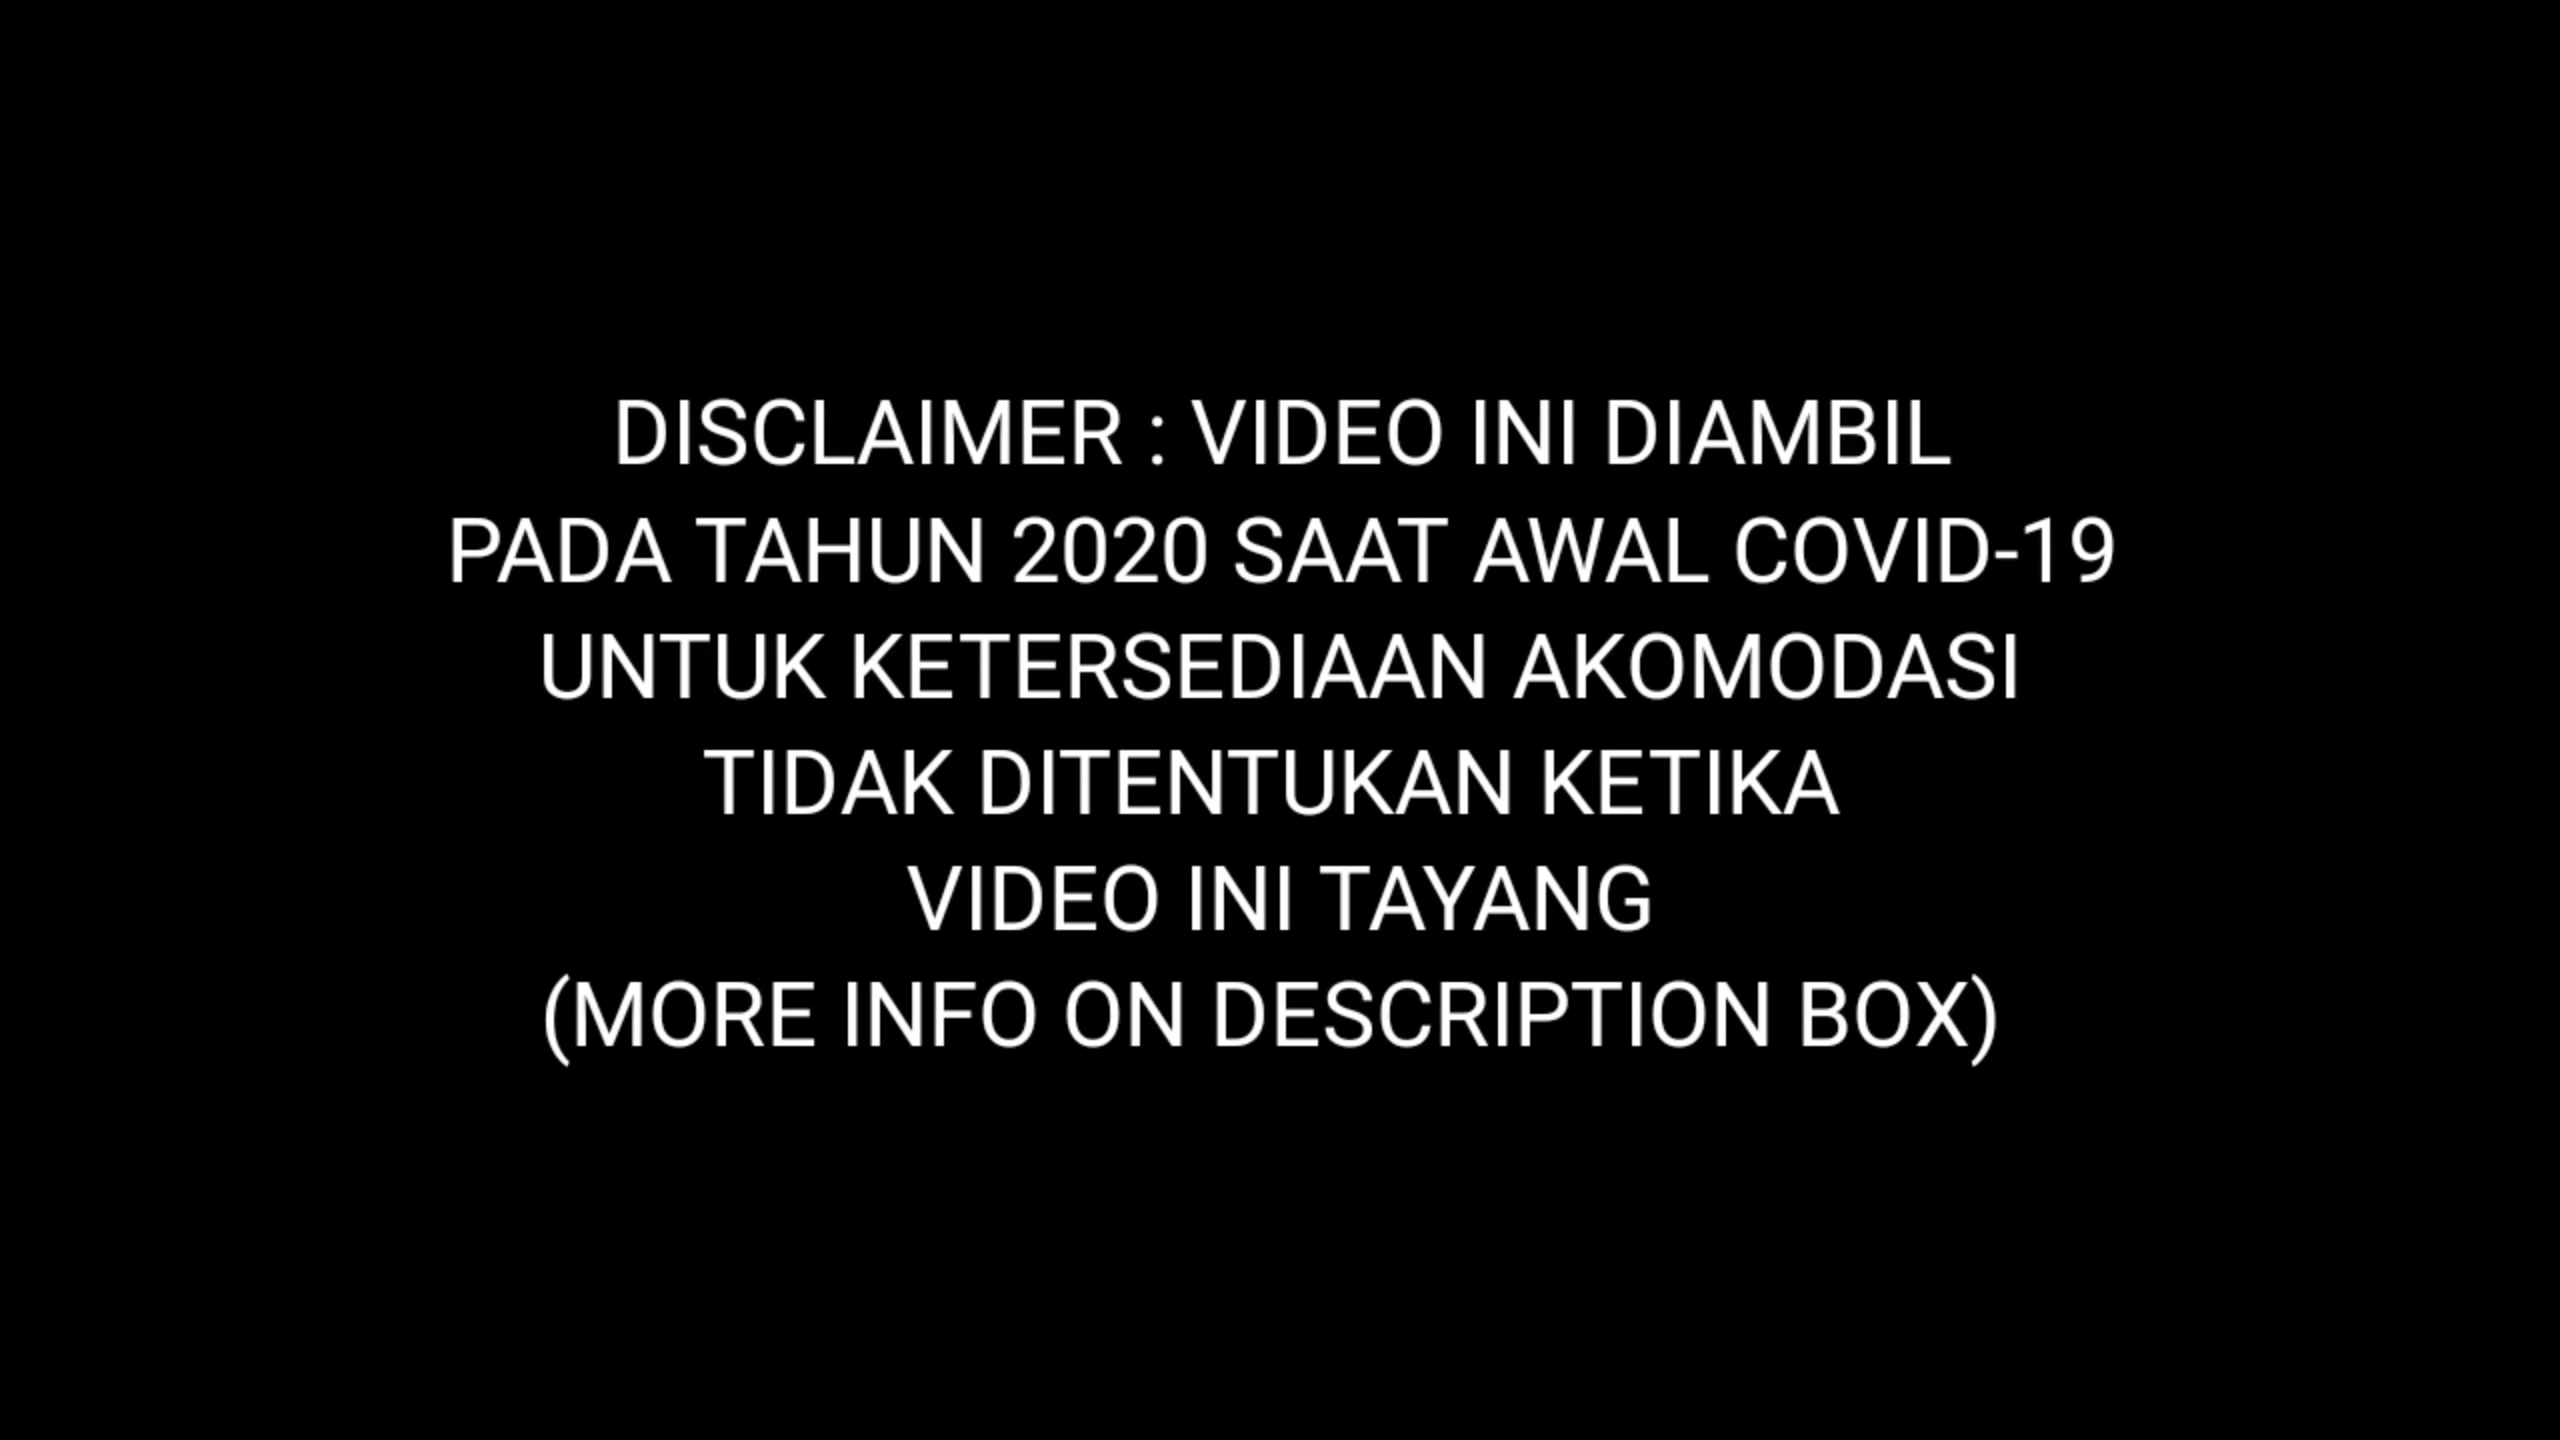 DISCLAIMER : VIDEO INI DIAMBIL
PADA TAHUN 2020 SAAT AWAL COVID-19
UNTUK KETERSEDIAAN AKOMODASI
TIDAK DITENTUKAN KETIKA
VIDEO INI TAYANG
(MORE INFO ON DESCRIPTION BOX)